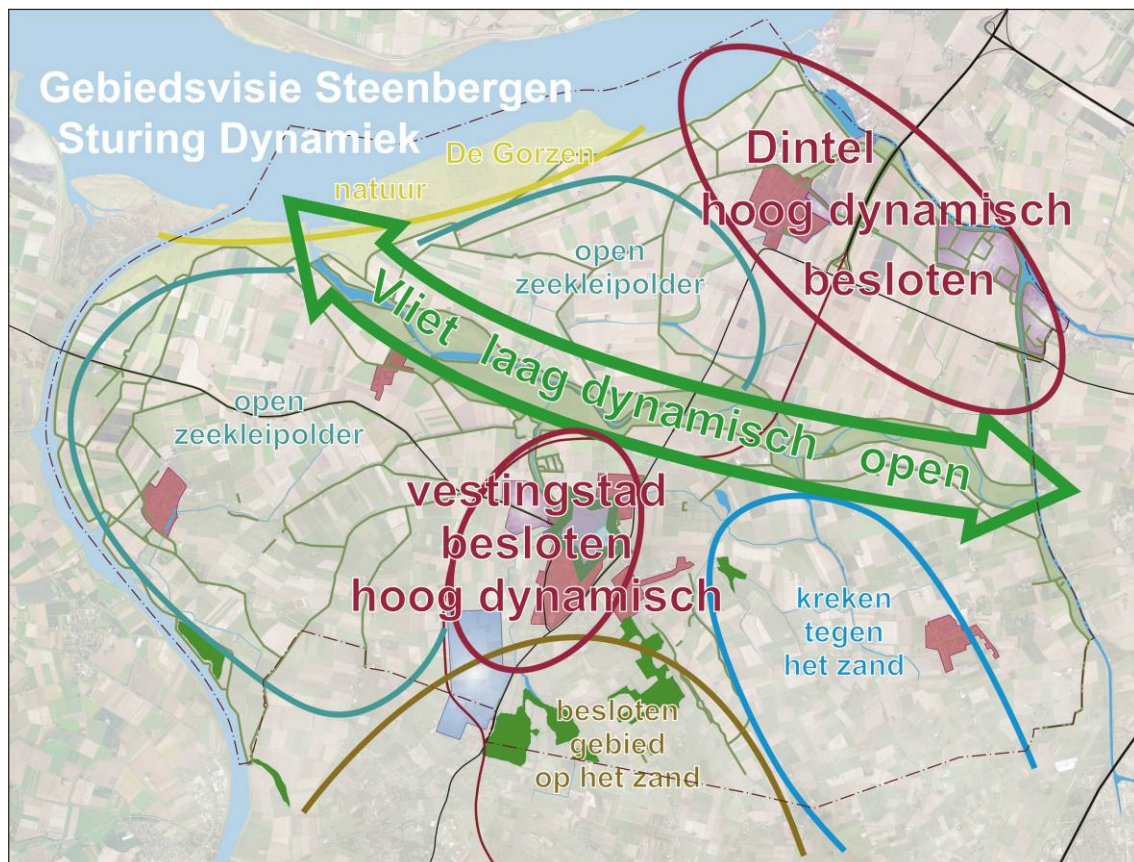 Gebiedsvisie Steenbergen
Sturing Dynamiek
De Gorzen
natuur
Dintel
hoog dynamisch
besloten
open
zeekleipolder
Vliet laag dynamisch open
open
zeekleipolder
vestingstad
besloten
hoog dynamisch
kreken
tegen
het zand
besloten
gebied
op het zand